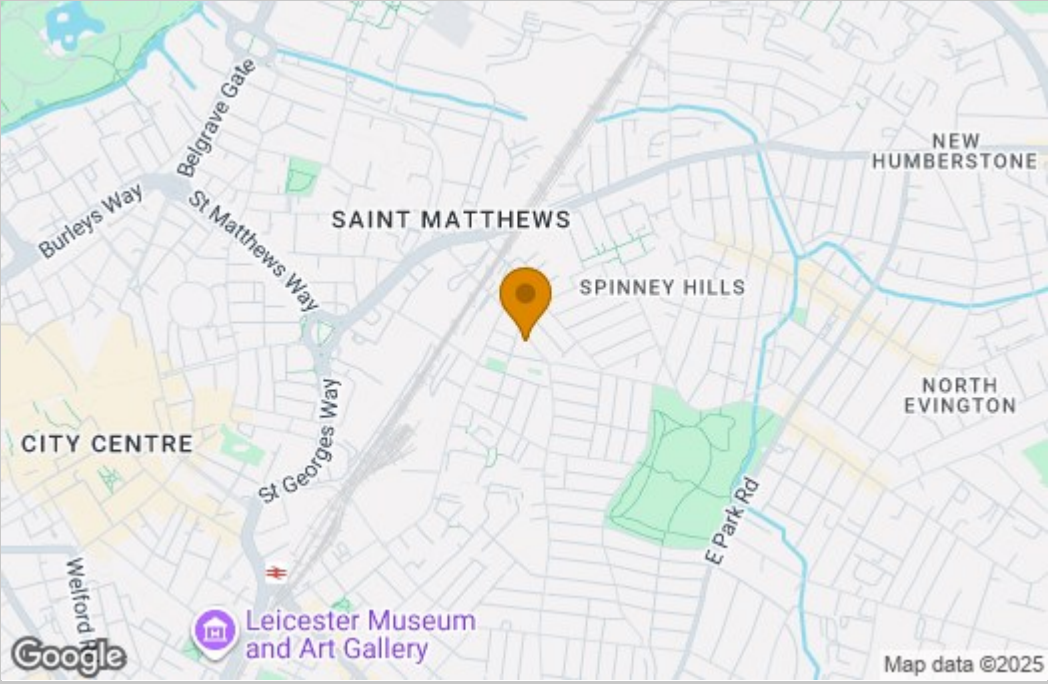 Belgrave Gate
NEW
HUMBERSTONE
Burleys Way
St Matthews Way
SAINT MATTHEWS
SPINNEY HILLS
NORTH
EVINGTON
CITY CENTRE
St Georges Way
E Park Rd
Welford R
Leicester Museum
and Art Gallery
Google
Map data ©2025